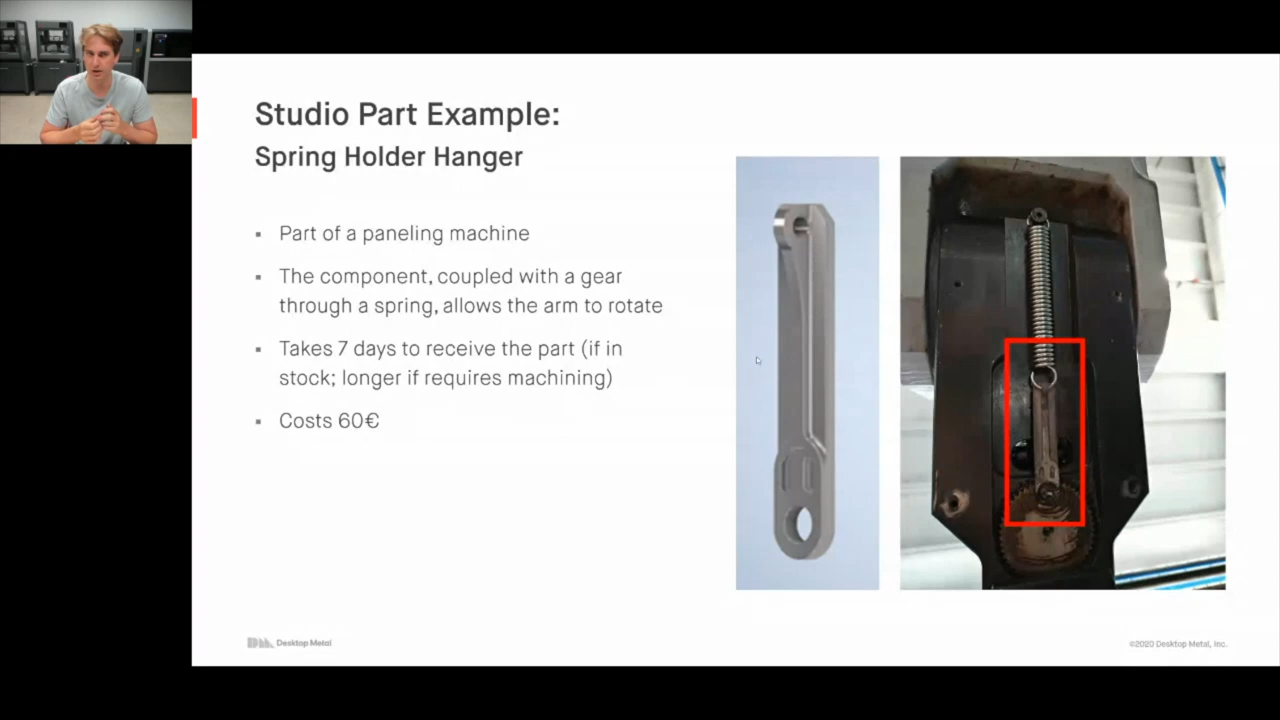 Studio Part Example:
Spring Holder Hanger
▪ Part of a paneling machine
▪ The component, coupled with a gear
through a spring, allows the arm to rotate
▪ Takes 7 days to receive the part (if in
stock; longer if requires machining)
▪ Costs 60€
Desktop Metal
©2020 Desktop Metal, Inc.